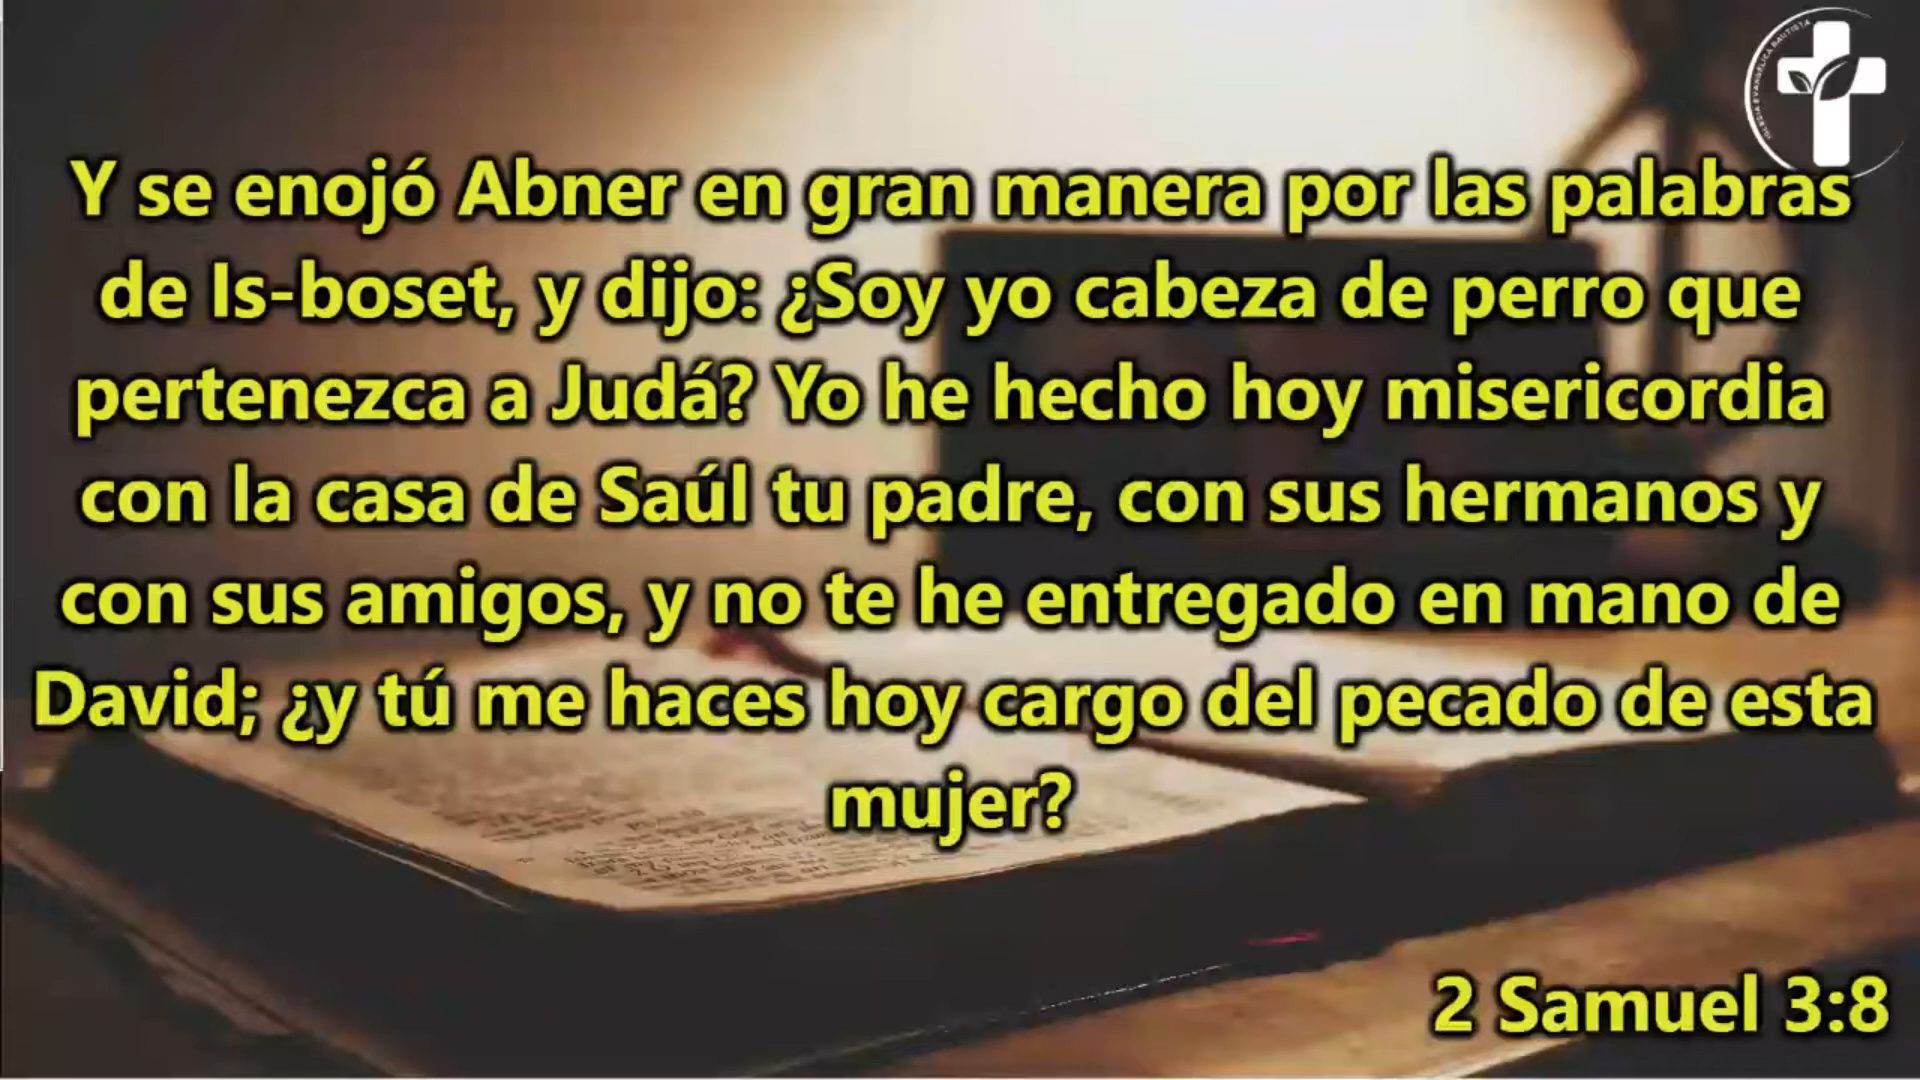 IGLESIA EVANGÉLICA BAUTISTA
Y se enojó Abner en gran manera por las palabras
de Is-boset, y dijo: ¿Soy yo cabeza de perro que
pertenezca a Judá? Yo he hecho hoy misericordia
con la casa de Saúl tu padre, con sus hermanos y
con sus amigos, y no te he entregado en mano de
David; ¿y tú me haces hoy cargo del pecado de esta
mujer?
2 Samuel 3:8